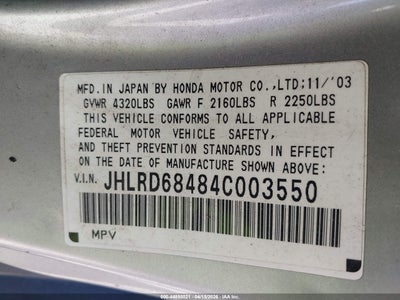 MFD. IN JAPAN BY HONDA MOTOR CO.,LTD;11/'03
GVWR 4320LBS GAWR F 2160LBS R 2250LBS
THIS VEHICLE CONFORMS TO ALL APPLICABLE
FEDERAL MOTOR VEHICLE SAFETY,
AND THEFT PREVENTION STANDARDS IN EFFECT
ON THE DATE OF MANUFACTURE SHOWN ABOVE:
V.I.N. JHLRD68484C003550
MPV